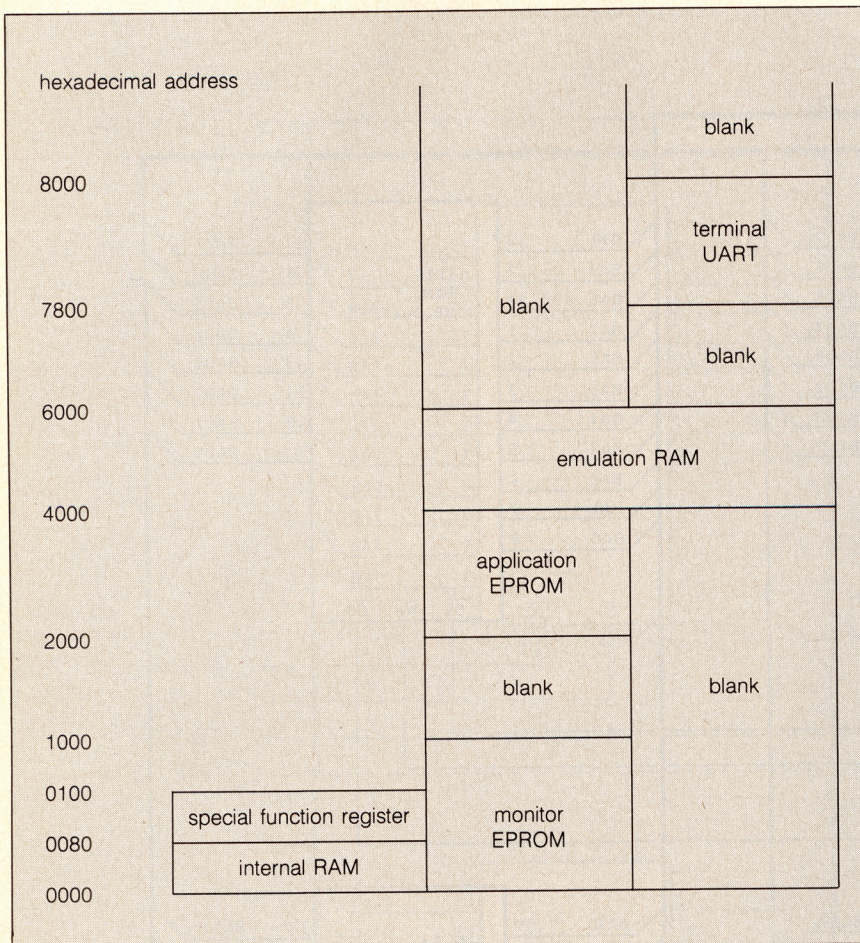 hexadecimal address
blank
8000
terminal
UART
7800
blank
blank
6000
emulation RAM
4000
application
EPROM
2000
blank
blank
1000
0100
special function register
monitor
EPROM
0080
internal RAM
0000